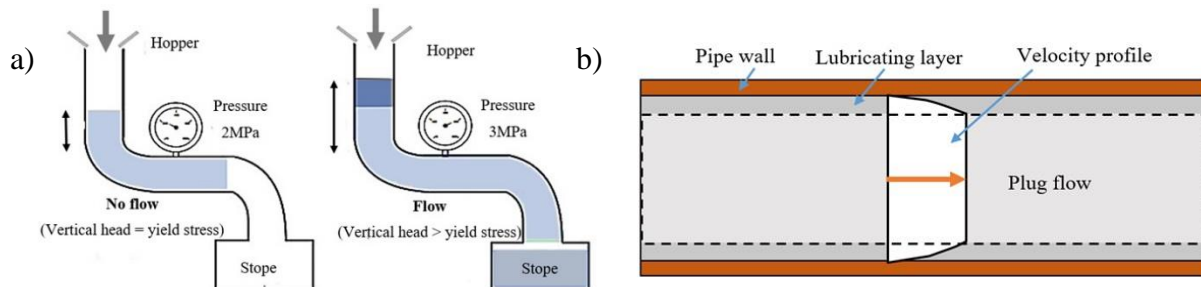 a)
Hopper
Pressure
2MPa
No flow
(Vertical head = yield stress)
Stope
Hopper
Pressure
3MPa
Flow
(Vertical head > yield stress)
Stope
b)
Pipe wall
Lubricating layer
Velocity profile
Plug flow